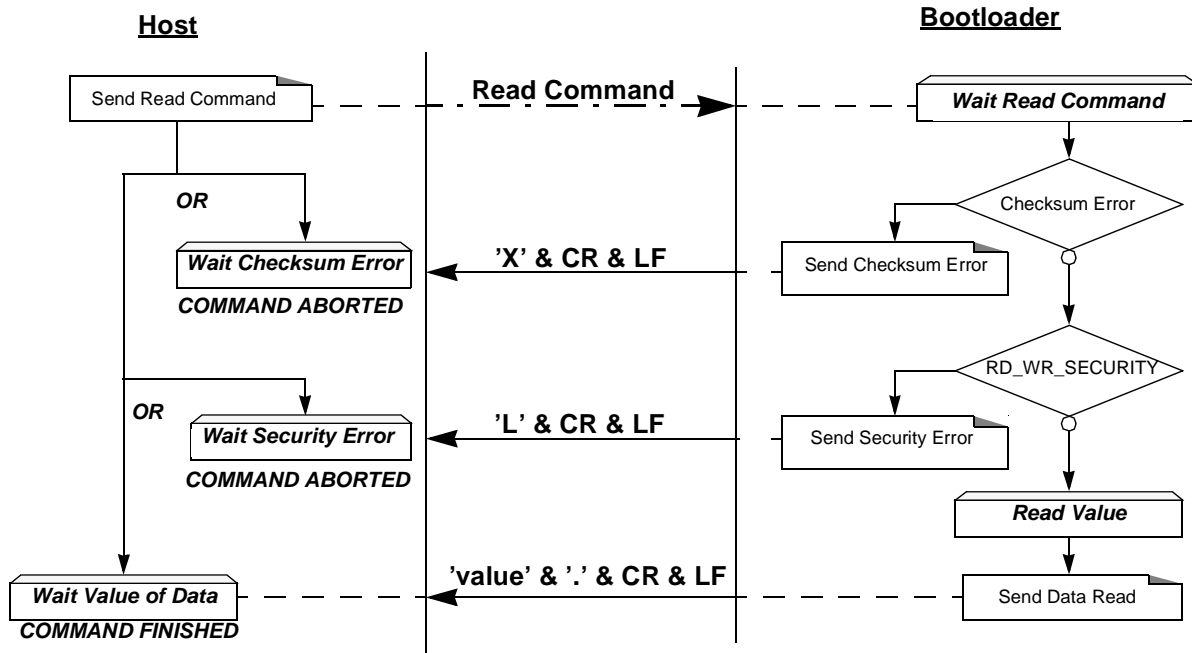 Host
Bootloader
Send Read Command
Read Command
Wait Read Command
OR
Checksum Error
Wait Checksum Error
’X’ & CR & LF
Send Checksum Error
COMMAND ABORTED
RD_WR_SECURITY
OR
Wait Security Error
’L’ & CR & LF
Send Security Error
COMMAND ABORTED
Read Value
’value’ & ’.’ & CR & LF
Wait Value of Data
Send Data Read
COMMAND FINISHED